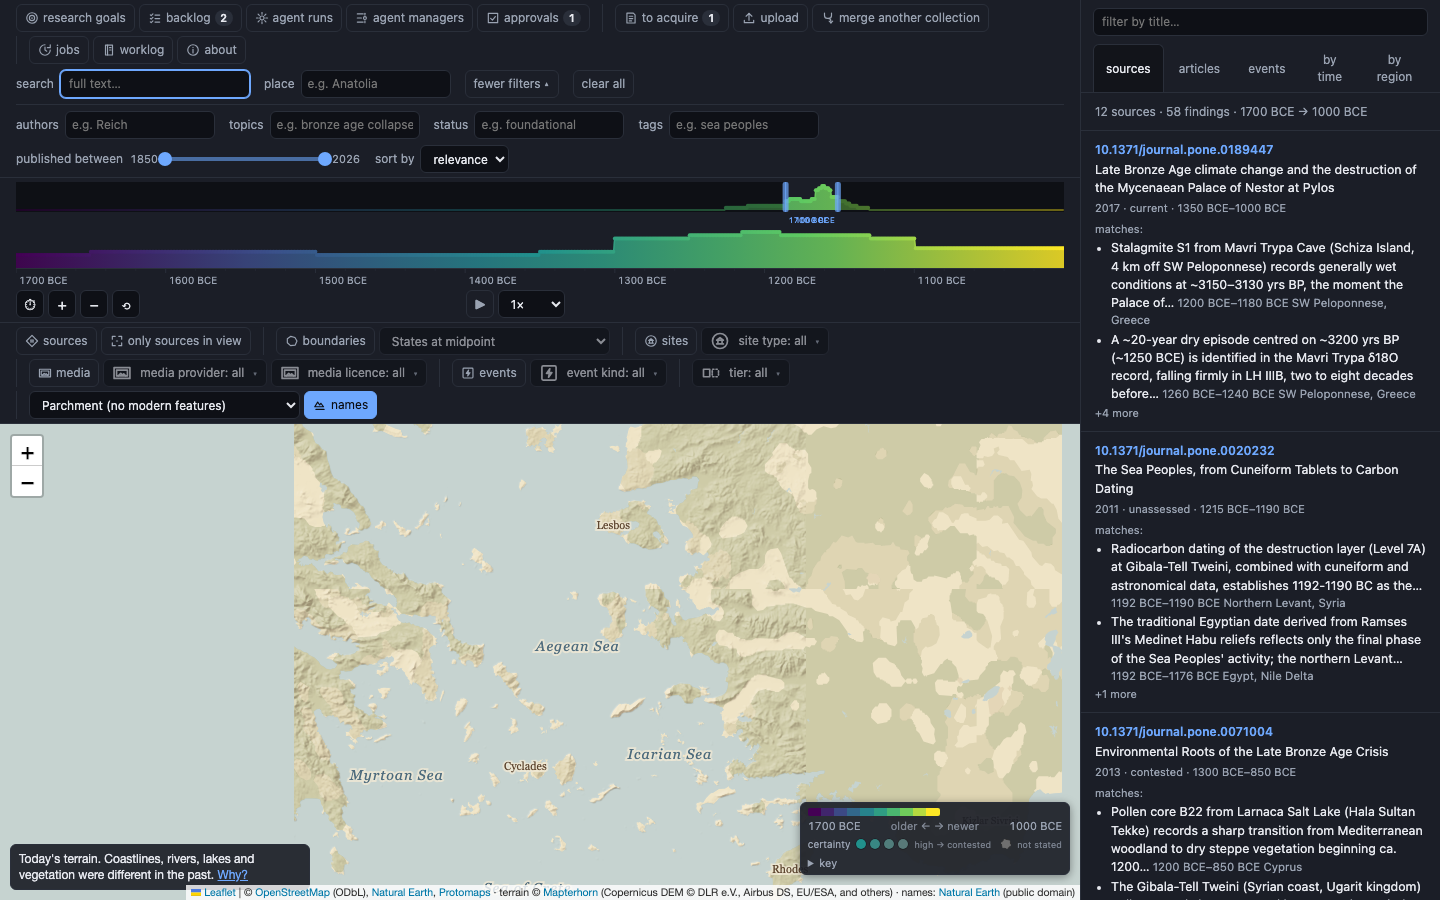 research goals
backlog 2
agent runs
agent managers
approvals 1
to acquire 1
upload
merge another collection
jobs
worklog
about
search full text...
place e.g. Anatolia
fewer filters
clear all
authors e.g. Reich
topics e.g. bronze age collapse
status e.g. foundational
tags e.g. sea peoples
published between 1850 2026
sort by relevance
1700 BCE 1600 BCE 1500 BCE 1400 BCE 1300 BCE 1200 BCE 1100 BCE
+ −
1×
sources
only sources in view
boundaries
States at midpoint
sites
site type: all
media
media provider: all
media licence: all
events
event kind: all
tier: all
Parchment (no modern features)
names
+
−
Lesbos
Aegean Sea
Icarian Sea
Cyclades
Myrtoan Sea
Rhode
1700 BCE older ← → newer 1000 BCE
certainty high → contested not stated
key
Today's terrain. Coastlines, rivers, lakes and
vegetation were different in the past. Why?
Leaflet | © OpenStreetMap (ODbL), Natural Earth, Protomaps · terrain © Mapterhorn (Copernicus DEM © DLR e.V., Airbus DS, EU/ESA, and others) · names: Natural Earth (public domain)
filter by title...
sources
articles
events
by
time
by
region
12 sources · 58 findings · 1700 BCE → 1000 BCE
10.1371/journal.pone.0189447
Late Bronze Age climate change and the destruction of
the Mycenaean Palace of Nestor at Pylos
2017 · current · 1350 BCE–1000 BCE
matches:
• Stalagmite S1 from Mavri Trypa Cave (Schiza Island,
4 km off SW Peloponnese) records generally wet
conditions at ~3150–3130 yrs BP, the moment the
Palace of... 1200 BCE–1180 BCE SW Peloponnese,
Greece
• A ~20-year dry episode centred on ~3200 yrs BP
(~1250 BCE) is identified in the Mavri Trypa δ18O
record, falling firmly in LH IIIB, two to eight decades
before... 1260 BCE–1240 BCE SW Peloponnese, Greece
+4 more
10.1371/journal.pone.0020232
The Sea Peoples, from Cuneiform Tablets to Carbon
Dating
2011 · unassessed · 1215 BCE–1190 BCE
matches:
• Radiocarbon dating of the destruction layer (Level 7A)
at Gibala-Tell Tweini, combined with cuneiform and
astronomical data, establishes 1192-1190 BC as the...
1192 BCE–1190 BCE Northern Levant, Syria
• The traditional Egyptian date derived from Ramses
III's Medinet Habu reliefs reflects only the final phase
of the Sea Peoples' activity; the northern Levant...
1192 BCE–1176 BCE Egypt, Nile Delta
+1 more
10.1371/journal.pone.0071004
Environmental Roots of the Late Bronze Age Crisis
2013 · contested · 1300 BCE–850 BCE
matches:
• Pollen core B22 from Larnaca Salt Lake (Hala Sultan
Tekke) records a sharp transition from Mediterranean
woodland to dry steppe vegetation beginning ca.
1200... 1200 BCE–850 BCE Cyprus
• The Gibala-Tell Tweini (Syrian coast, Ugarit kingdom)